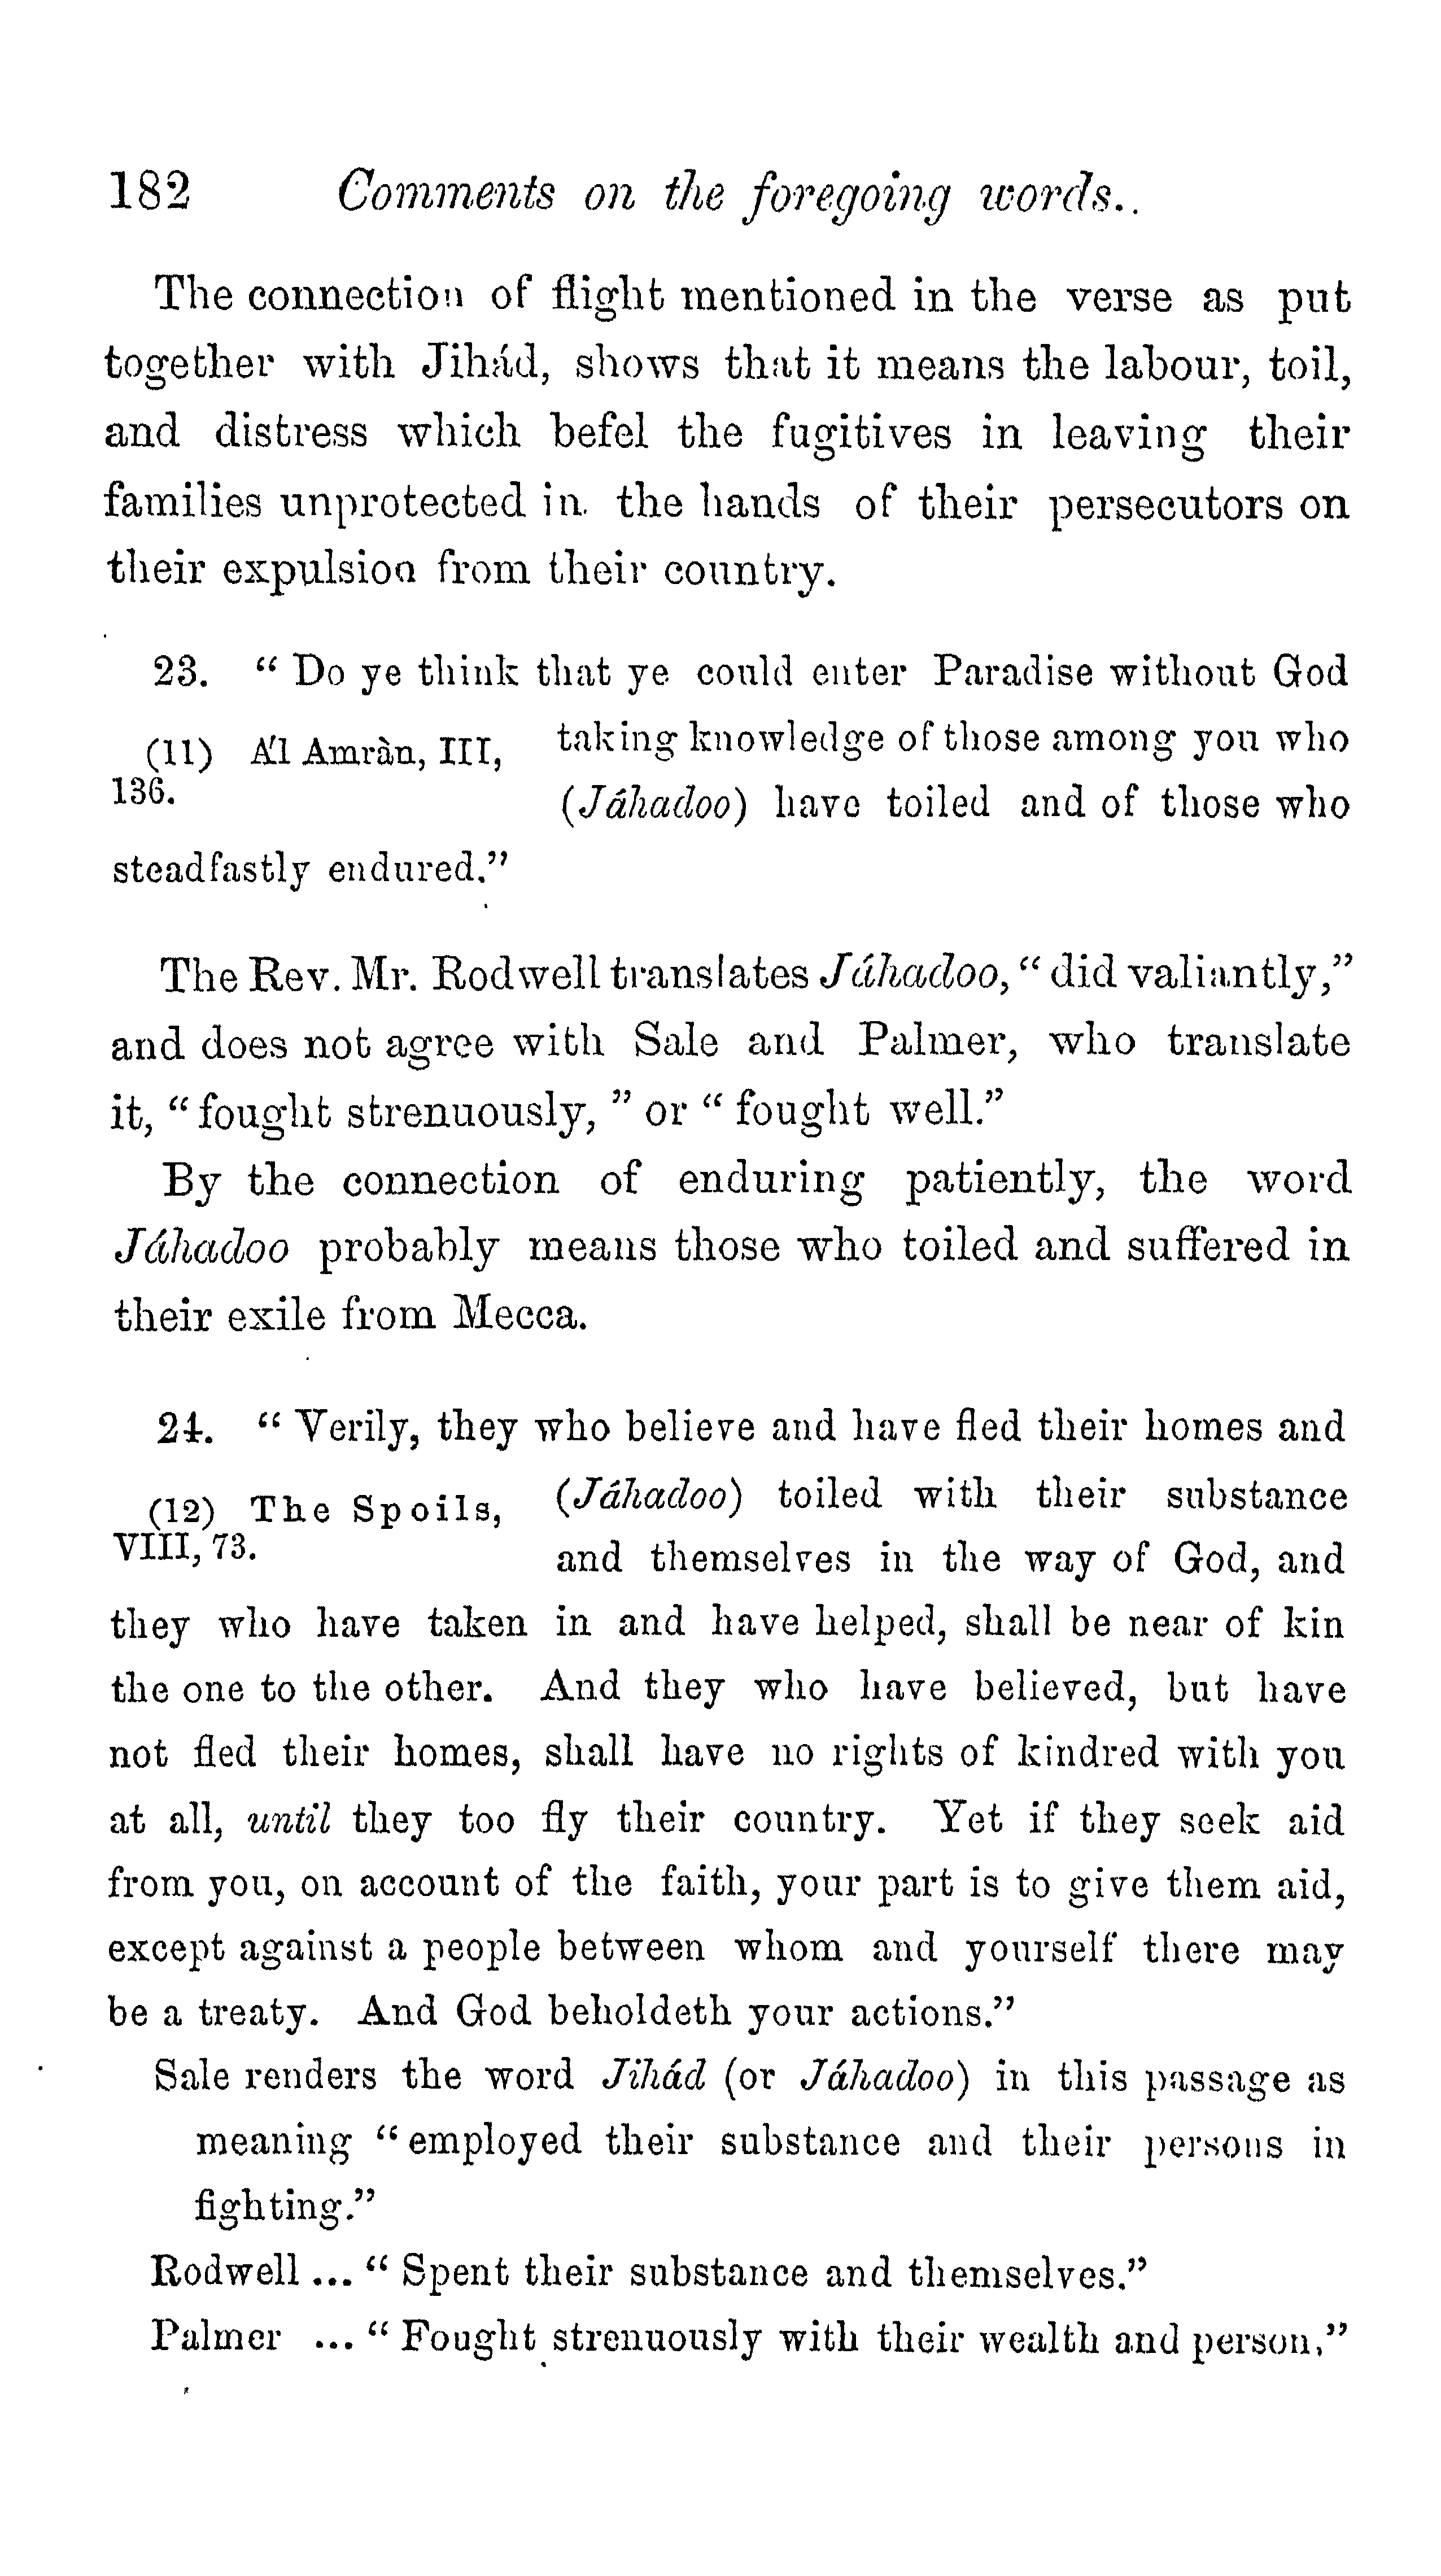 182 Comments on the foregoing words..
The connection of flight mentioned in the verse as put
together with Jihád, shows that it means the labour, toil,
and distress which befel the fugitives in leaving their
families unprotected in the hands of their persecutors on
their expulsion from their country.
23. “ Do ye think that ye could enter Paradise without God
(11) A'l Amràn, III,
136.
taking knowledge of those among you who
(Jáhadoo) have toiled and of those who
steadfastly endured.”
The Rev. Mr. Rodwell translates Jáhadoo, “ did valiantly,”
and does not agree with Sale and Palmer, who translate
it, “ fought strenuously, ” or “ fought well.”
By the connection of enduring patiently, the word
Jáhadoo probably means those who toiled and suffered in
their exile from Mecca.
24. “ Verily, they who believe and have fled their homes and
(12) The Spoils,
VIII, 73.
(Jáhadoo) toiled with their substance
and themselves in the way of God, and
they who have taken in and have helped, shall be near of kin
the one to the other. And they who have believed, but have
not fled their homes, shall have no rights of kindred with you
at all, until they too fly their country. Yet if they seek aid
from you, on account of the faith, your part is to give them aid,
except against a people between whom and yourself there may
be a treaty. And God beholdeth your actions.”
Sale renders the word Jihád (or Jáhadoo) in this passage as
meaning “ employed their substance and their persons in
fighting.”
Rodwell ... “ Spent their substance and themselves.”
Palmer ... “ Fought strenuously with their wealth and person.”